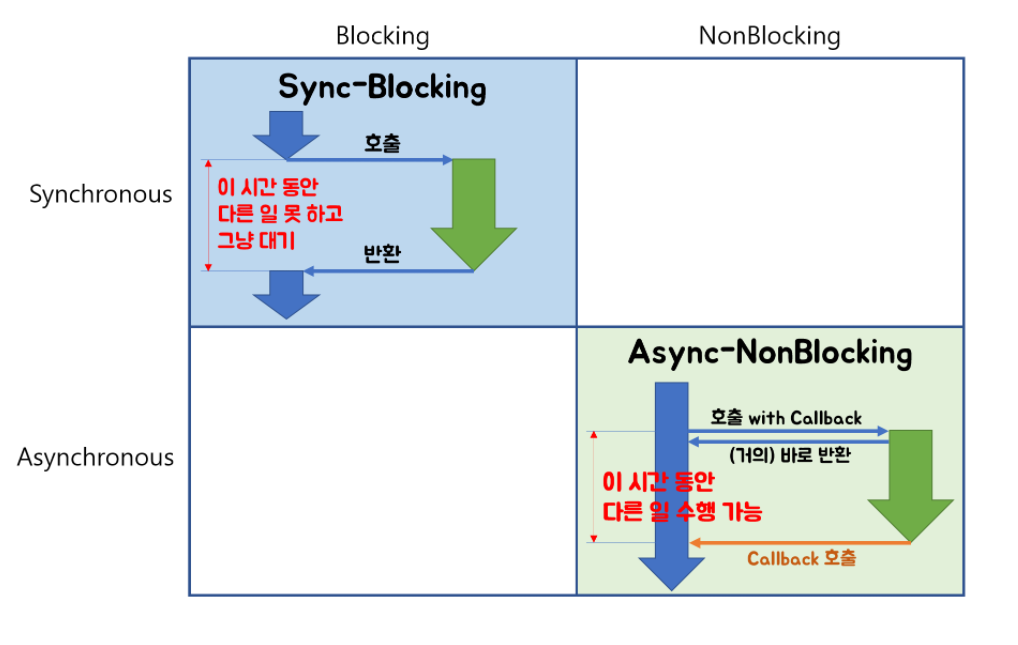 Blocking
NonBlocking
Synchronous
Sync-Blocking
호출
이 시간 동안
다른 일 못 하고
그냥 대기
반환
Asynchronous
Async-NonBlocking
호출 with Callback
(거의) 바로 반환
이 시간 동안
다른 일 수행 가능
Callback 호출